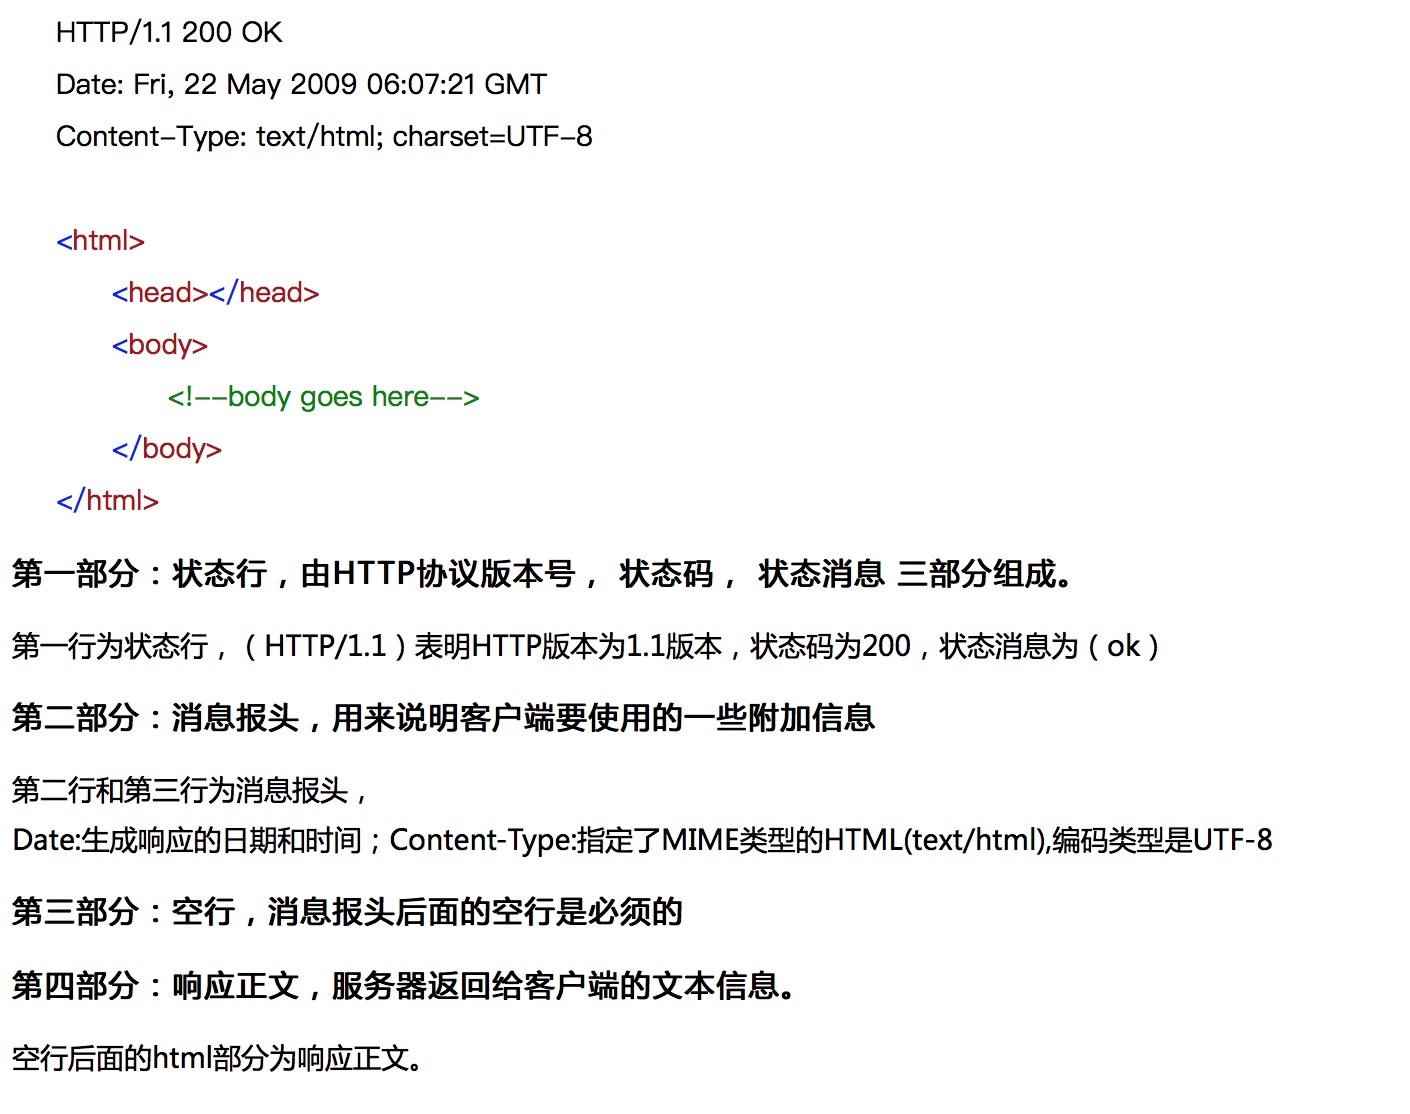 HTTP/1.1 200 OK
Date: Fri, 22 May 2009 06:07:21 GMT
Content-Type: text/html; charset=UTF-8
<html>
<head></head>
<body>
<!--body goes here-->
</body>
</html>
第一部分：状态行，由HTTP协议版本号， 状态码， 状态消息 三部分组成。
第一行为状态行，（HTTP/1.1）表明HTTP版本为1.1版本，状态码为200，状态消息为（ok）
第二部分：消息报头，用来说明客户端要使用的一些附加信息
第二行和第三行为消息报头，
Date:生成响应的日期和时间；Content-Type:指定了MIME类型的HTML(text/html),编码类型是UTF-8
第三部分：空行，消息报头后面的空行是必须的
第四部分：响应正文，服务器返回给客户端的文本信息。
空行后面的html部分为响应正文。